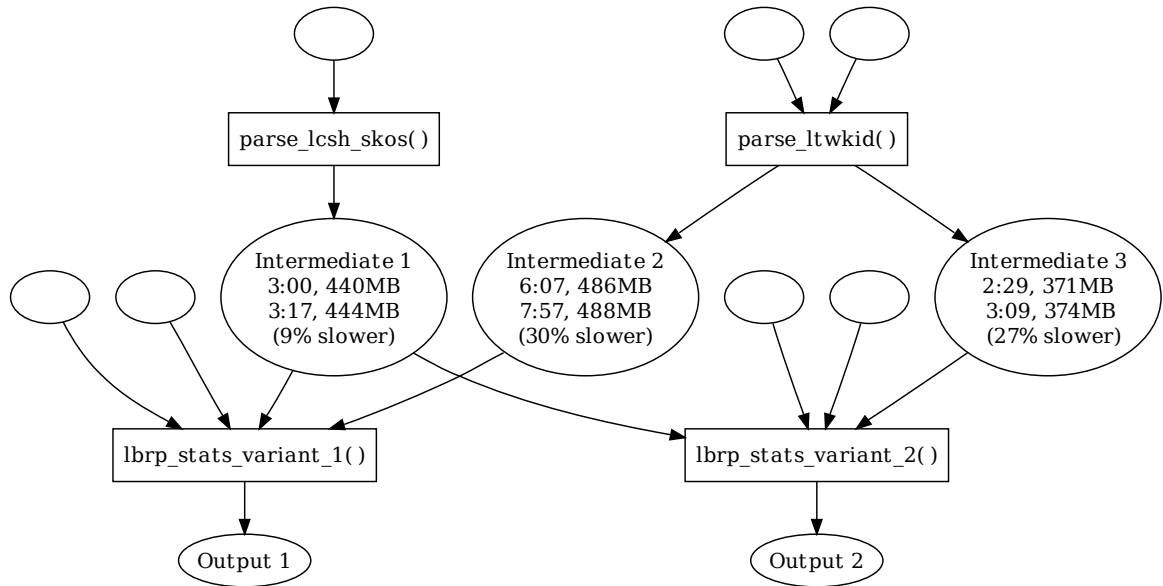 parse_lcsh_skos()
parse_ltwkid()
Intermediate 1
3:00, 440MB
3:17, 444MB
(9% slower)
Intermediate 2
6:07, 486MB
7:57, 488MB
(30% slower)
Intermediate 3
2:29, 371MB
3:09, 374MB
(27% slower)
lbrp_stats_variant_1()
lbrp_stats_variant_2()
Output 1
Output 2